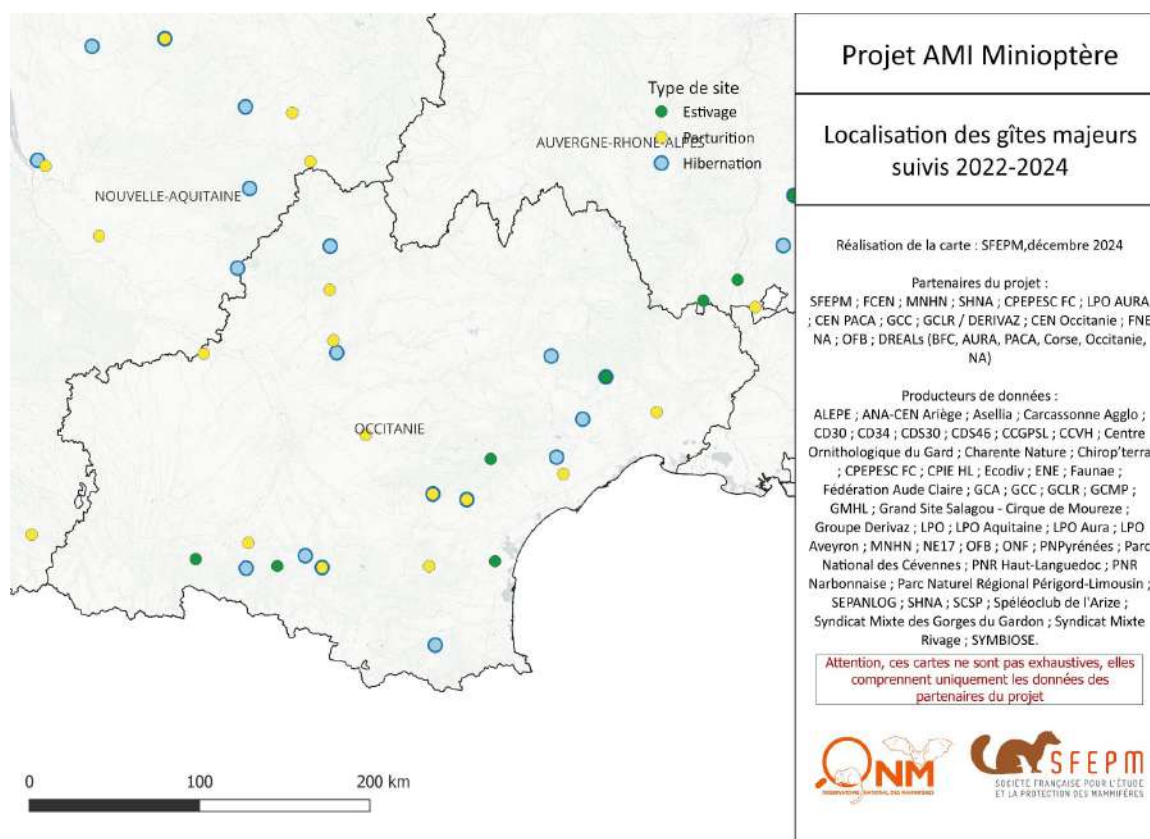 Type de site
Estivage
Parturition
Hibernation
AUVERGNE-RHONE-ALPES
NOUVELLE-AQUITAINE
OCCITANIE
0
100
200 km
Projet AMI Minioptère
Localisation des gîtes majeurs
suivis 2022-2024
Réalisation de la carte : SFEPM,décembre 2024
Partenaires du projet :
SFEPM ; FCEN ; MNHN ; SHNA ; CPEPESC FC ; LPO AURA
; CEN PACA ; GCC ; GCLR / DERIVAZ ; CEN Occitanie ; FNE
NA ; OFB ; DREALs (BFC, AURA, PACA, Corse, Occitanie,
NA)
Producteurs de données :
ALEPE ; ANA-CEN Ariège ; Asellia ; Carcassonne Agglo ;
CD30 ; CD34 ; CDS30 ; CDS46 ; CCGPSL ; CCVH ; Centre
Ornithologique du Gard ; Charente Nature ; Chirop'terra
; CPEPESC FC ; CPIE HL ; Ecodiv ; ENE ; Faunae ;
Fédération Aude Claire ; GCA ; GCC ; GCLR ; GCMP ;
GMHL ; Grand Site Salagou - Cirque de Moureze ;
Groupe Derivaz ; LPO ; LPO Aquitaine ; LPO Aura ; LPO
Aveyron ; MNHN ; NE17 ; OFB ; ONF ; PNPyrénées ; Parc
National des Cévennes ; PNR Haut-Languedoc ; PNR
Narbonnaise ; Parc Naturel Régional Périgord-Limousin ;
SEPANLOG ; SHNA ; SCSP ; Spéléoclub de l'Arize ;
Syndicat Mixte des Gorges du Gardon ; Syndicat Mixte
Rivage ; SYMBIOSE.
Attention, ces cartes ne sont pas exhaustives, elles
comprennent uniquement les données des
partenaires du projet
ONM
OBSERVATOIRE NATIONAL DES MAMMIFÈRES
SFEPM
SOCIÉTÉ FRANÇAISE POUR L'ÉTUDE
ET LA PROTECTION DES MAMMIFÈRES